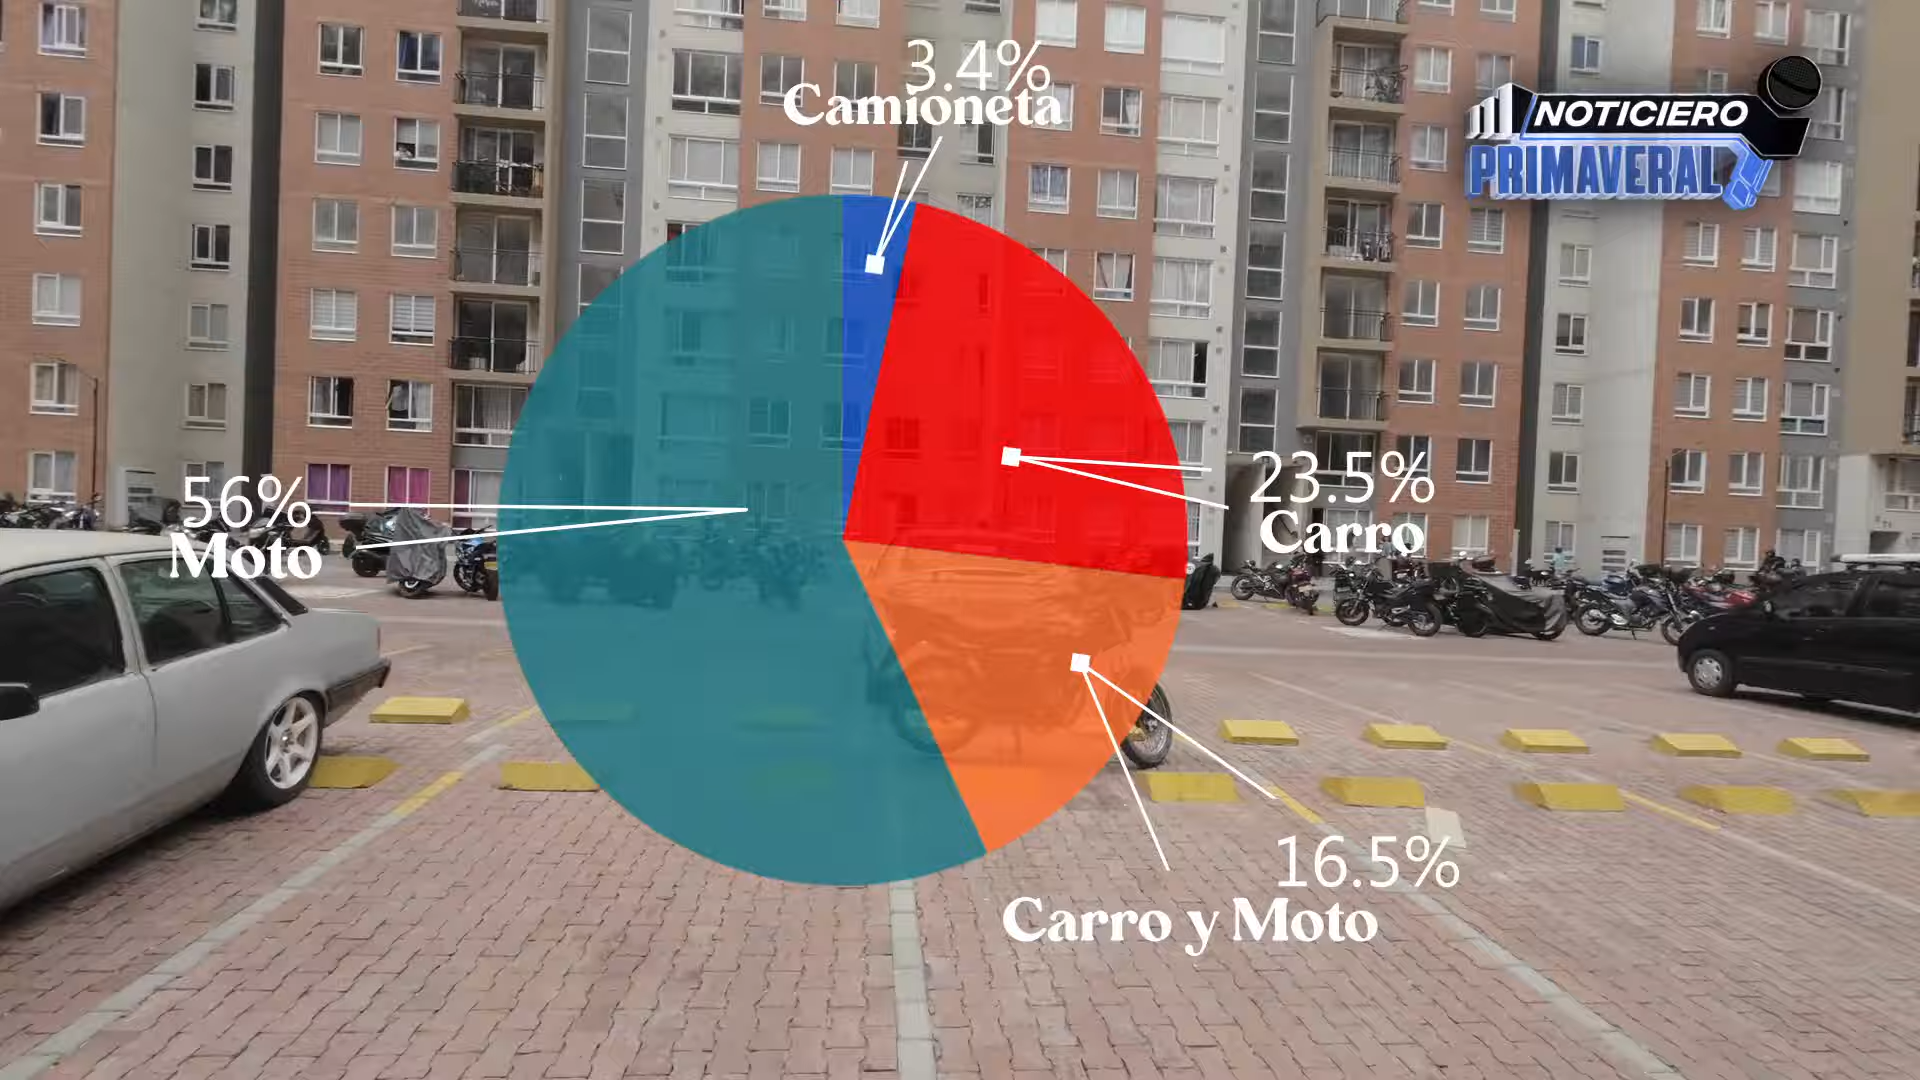 3.4%
Camioneta
NOTICIERO
PRIMAVERAL
56%
Moto
23.5%
Carro
16.5%
Carro y Moto